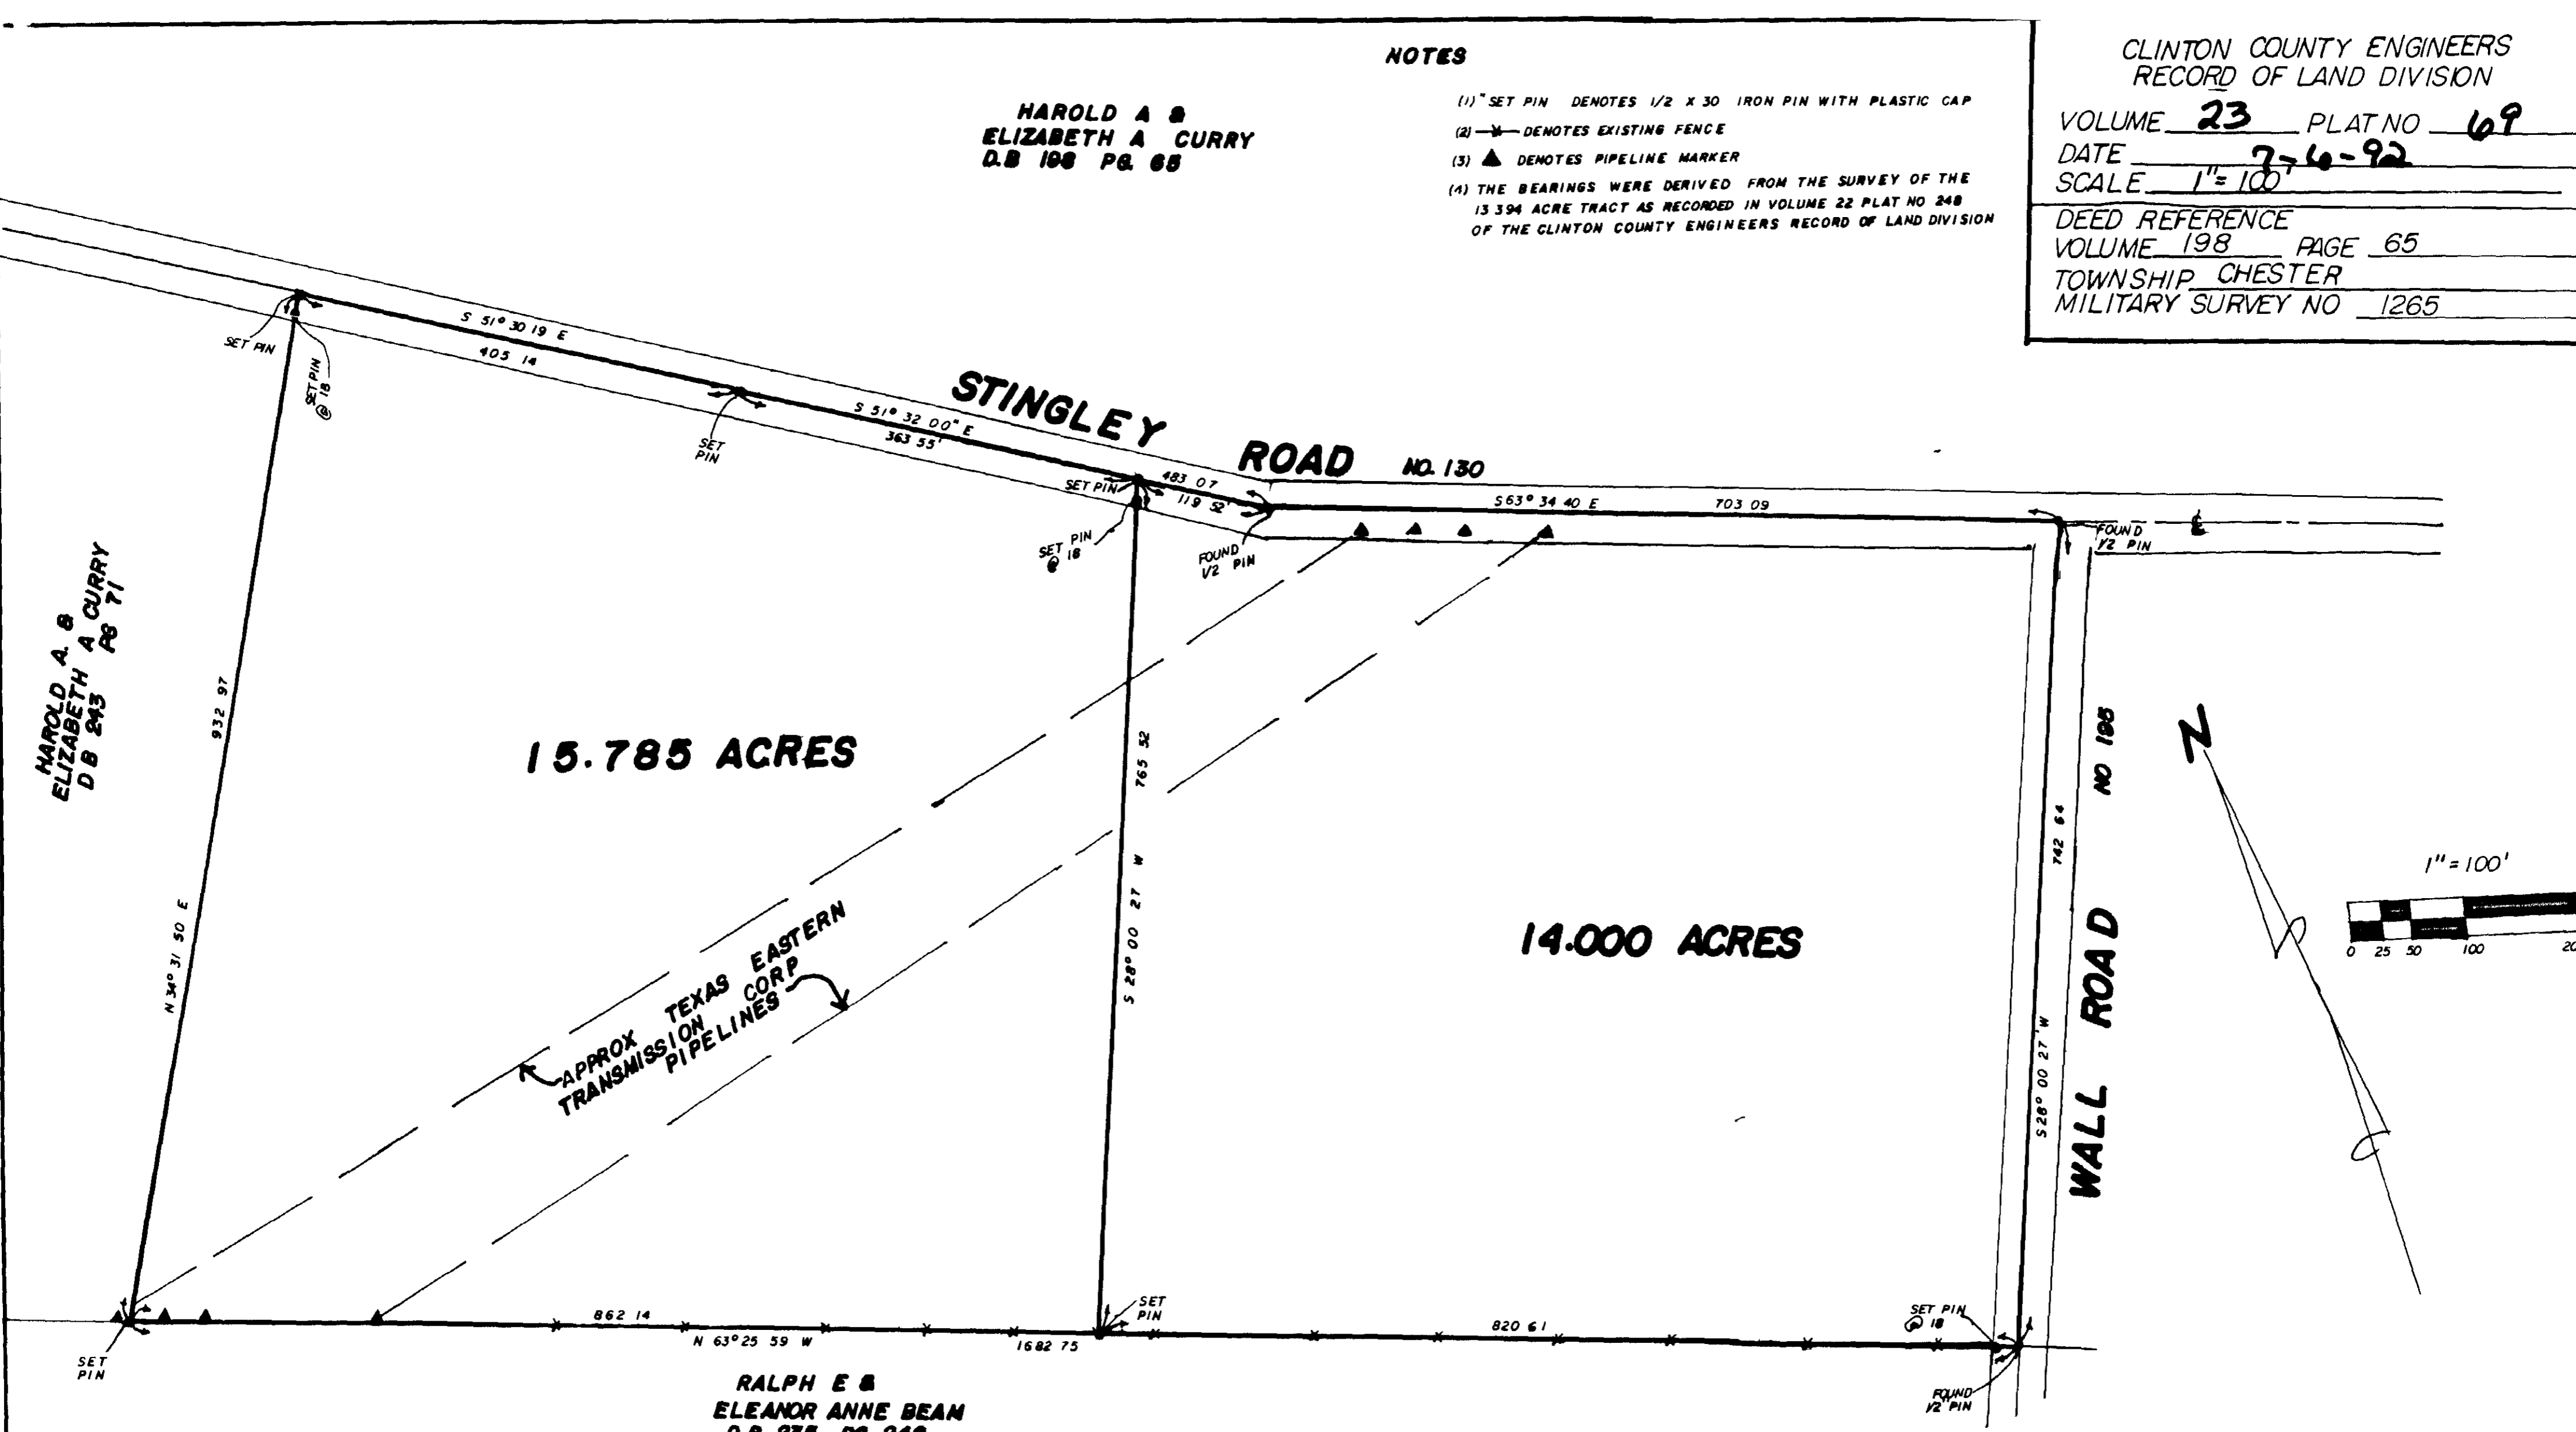 NOTES
(1) "SET PIN DENOTES 1/2 X 30 IRON PIN WITH PLASTIC CAP
(2) DENOTES EXISTING FENCE
(3) DENOTES PIPELINE MARKER
(4) THE BEARINGS WERE DERIVED FROM THE SURVEY OF THE
13 394 ACRE TRACT AS RECORDED IN VOLUME 22 PLAT NO 248
OF THE CLINTON COUNTY ENGINEERS RECORD OF LAND DIVISION
CLINTON COUNTY ENGINEERS
RECORD OF LAND DIVISION
VOLUME 23 PLAT NO 69
DATE 7-6-92
SCALE 1"=100'
DEED REFERENCE
VOLUME 198 PAGE 65
TOWNSHIP CHESTER
MILITARY SURVEY NO 1265
HAROLD A &
ELIZABETH A CURRY
D.B 198 PG. 65
SET PIN
SET PIN
@ 18
S 51° 30 19 E
405 14
SET
PIN
S 51° 32 00" E
363 55'
STINGLEY ROAD NO. 130
SET PIN
483 07
119 52'
SET PIN
@ 18
FOUND
1/2 PIN
S63° 34 40 E 703 09
FOUND
1/2 PIN
HAROLD A. &
ELIZABETH A CURRY
D B 243 PG 71
932 97
N 34° 31 50 E
15.785 ACRES
765 52
S 28° 00 27 W
14.000 ACRES
742 64
S28° 00 27 'W
WALL ROAD NO 195
N
1"=100'
0 25 50 100 20
APPROX TEXAS EASTERN
TRANSMISSION CORP
PIPELINES
SET
PIN
862 14
N 63° 25 59 W
1682 75
SET
PIN
820 61
SET PIN
@ 18
FOUND
1/2" PIN
RALPH E &
ELEANOR ANNE BEAM